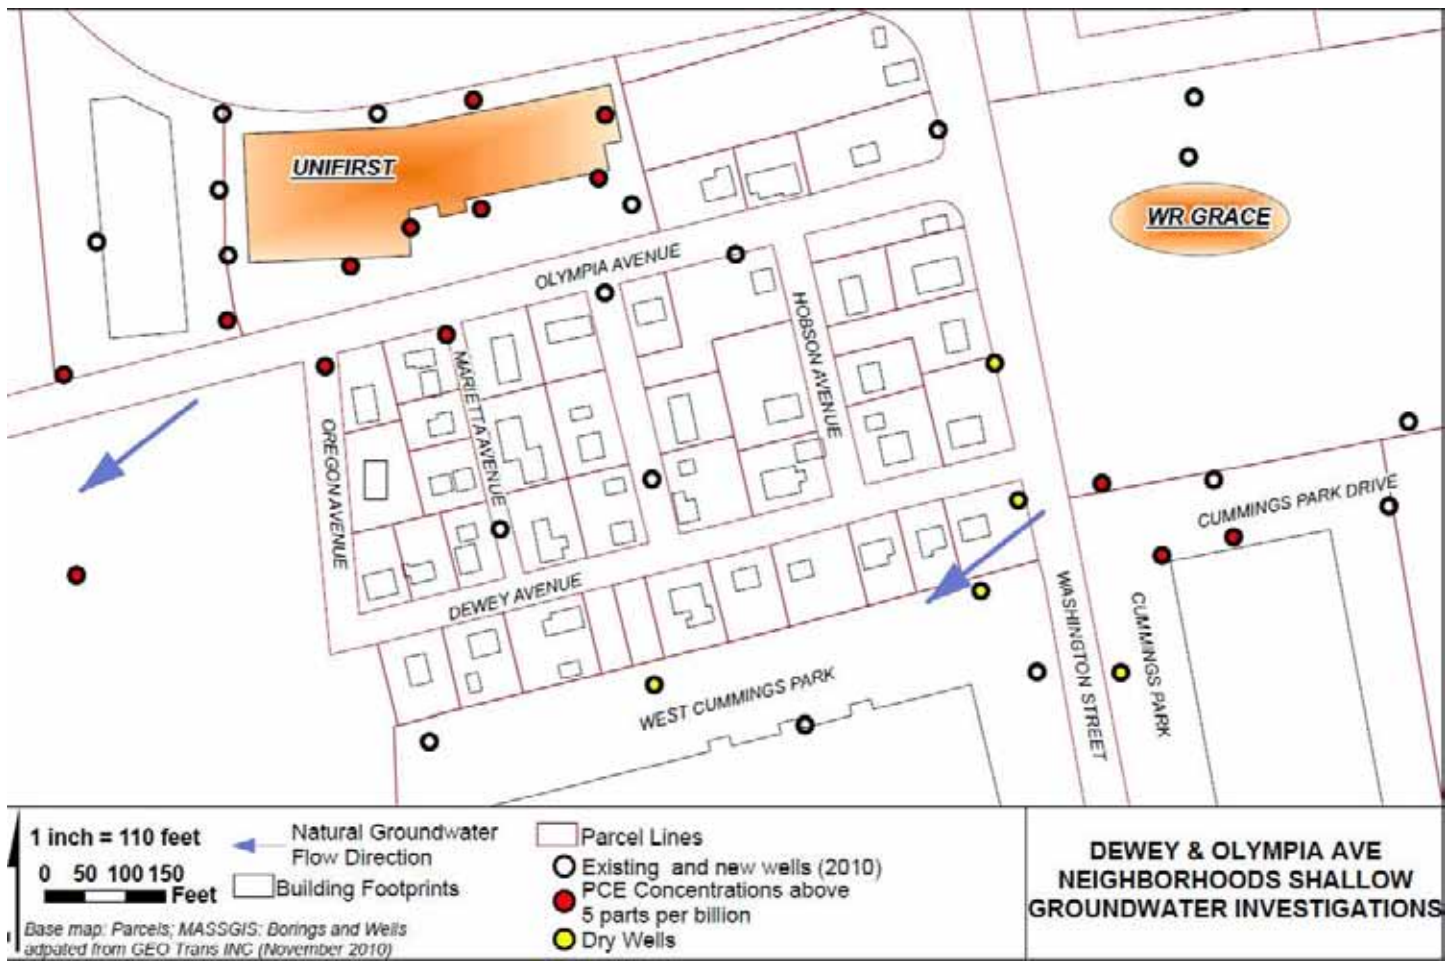 UNIFIRST
WR GRACE
OLYMPIA AVENUE
HOBSON AVENUE
MARIETTA AVENUE
OREGON AVENUE
CUMMINGS PARK DRIVE
DEWEY AVENUE
WASHINGTON STREET
CUMMINGS PARK
WEST CUMMINGS PARK
1 inch = 110 feet
0 50 100 150
Feet
Natural Groundwater
Flow Direction
Building Footprints
Base map: Parcels; MASSGIS: Borings and Wells
adpated from GEO Trans INC (November 2010)
Parcel Lines
Existing and new wells (2010)
PCE Concentrations above
5 parts per billion
Dry Wells
DEWEY & OLYMPIA AVE
NEIGHBORHOODS SHALLOW
GROUNDWATER INVESTIGATIONS